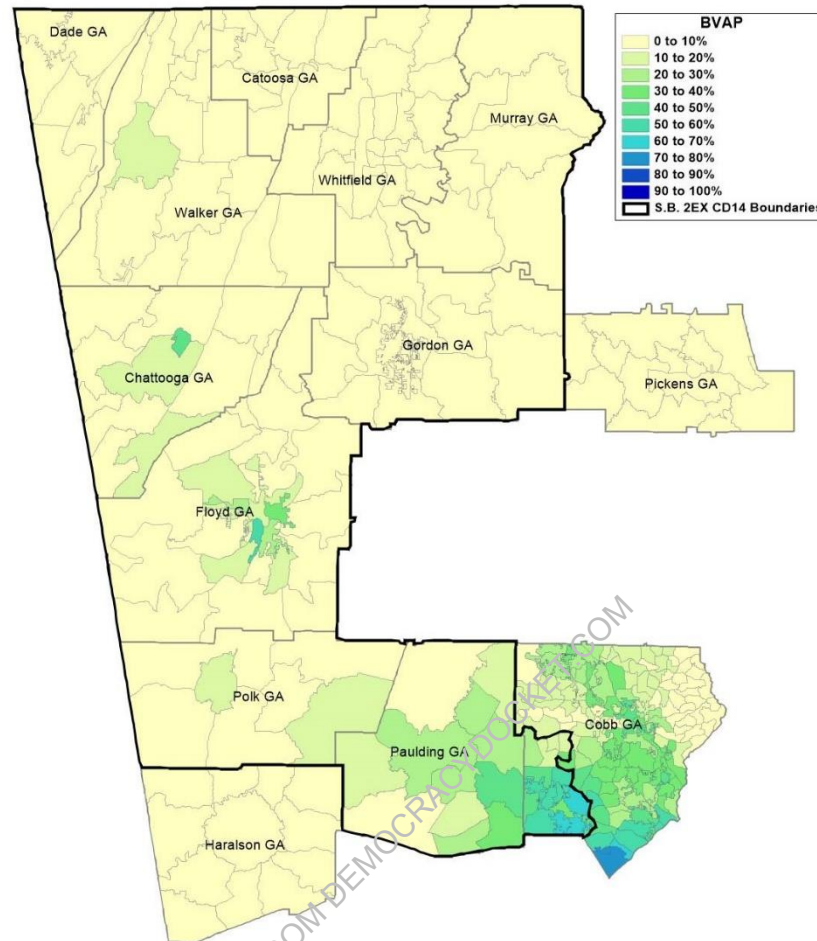 BVAP
0 to 10%
10 to 20%
20 to 30%
30 to 40%
40 to 50%
50 to 60%
60 to 70%
70 to 80%
80 to 90%
90 to 100%
S.B. 2EX CD14 Boundaries
Dade GA
Catoosa GA
Murray GA
Whitfield GA
Walker GA
Gordon GA
Chattooga GA
Pickens GA
Floyd GA
Polk GA
Cobb GA
Paulding GA
Haralson GA
OM DEMOCRACYDOCKET.COM